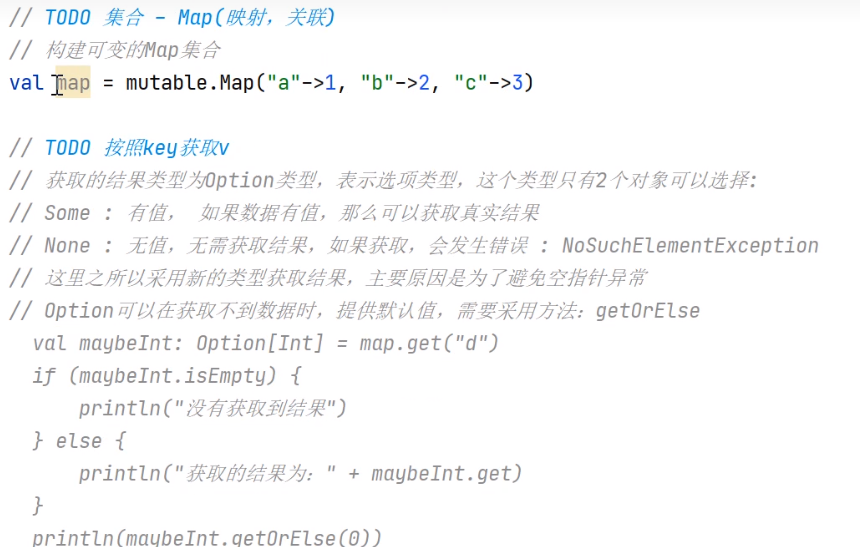 // TODO 集合 - Map(映射，关联)
// 构建可变的Map集合
val map = mutable.Map("a"->1, "b"->2, "c"->3)
// TODO 按照key获取v
// 获取的结果类型为Option类型，表示选项类型，这个类型只有2个对象可以选择:
// Some : 有值， 如果数据有值，那么可以获取真实结果
// None : 无值，无需获取结果，如果获取，会发生错误 : NoSuchElementException
// 这里之所以采用新的类型获取结果，主要原因是为了避免空指针异常
// Option可以在获取不到数据时，提供默认值，需要采用方法：getOrElse
val maybeInt: Option[Int] = map.get("d")
if (maybeInt.isEmpty) {
println("没有获取到结果")
} else {
println("获取的结果为：" + maybeInt.get)
}
println(maybeInt.getOrElse(0))